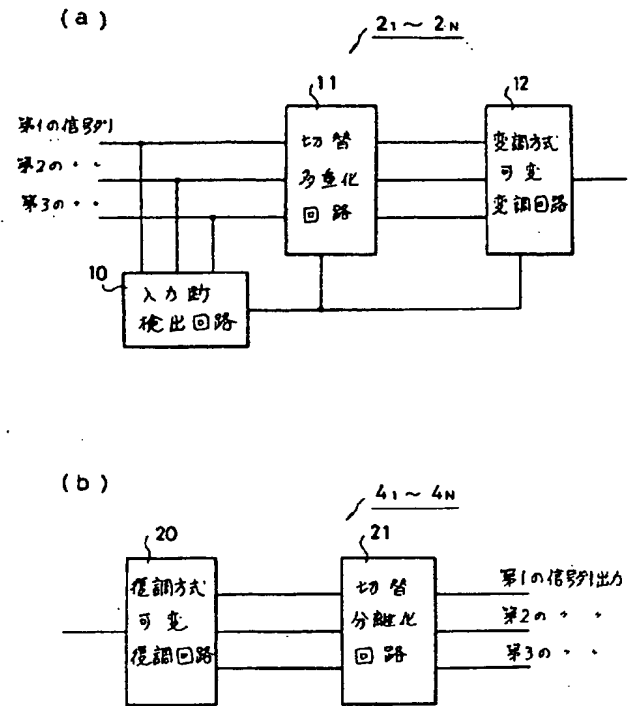 (a)
2₁～2N
11
12
第1の信号列
第2の〃〃
第3の〃〃
切替
多重化
回路
変調方式
可変
変調回路
10
入力断
検出回路
(b)
4₁～4N
20
21
復調方式
可変
復調回路
切替
分離化
回路
第1の信号列出力
第2の〃〃
第3の〃〃